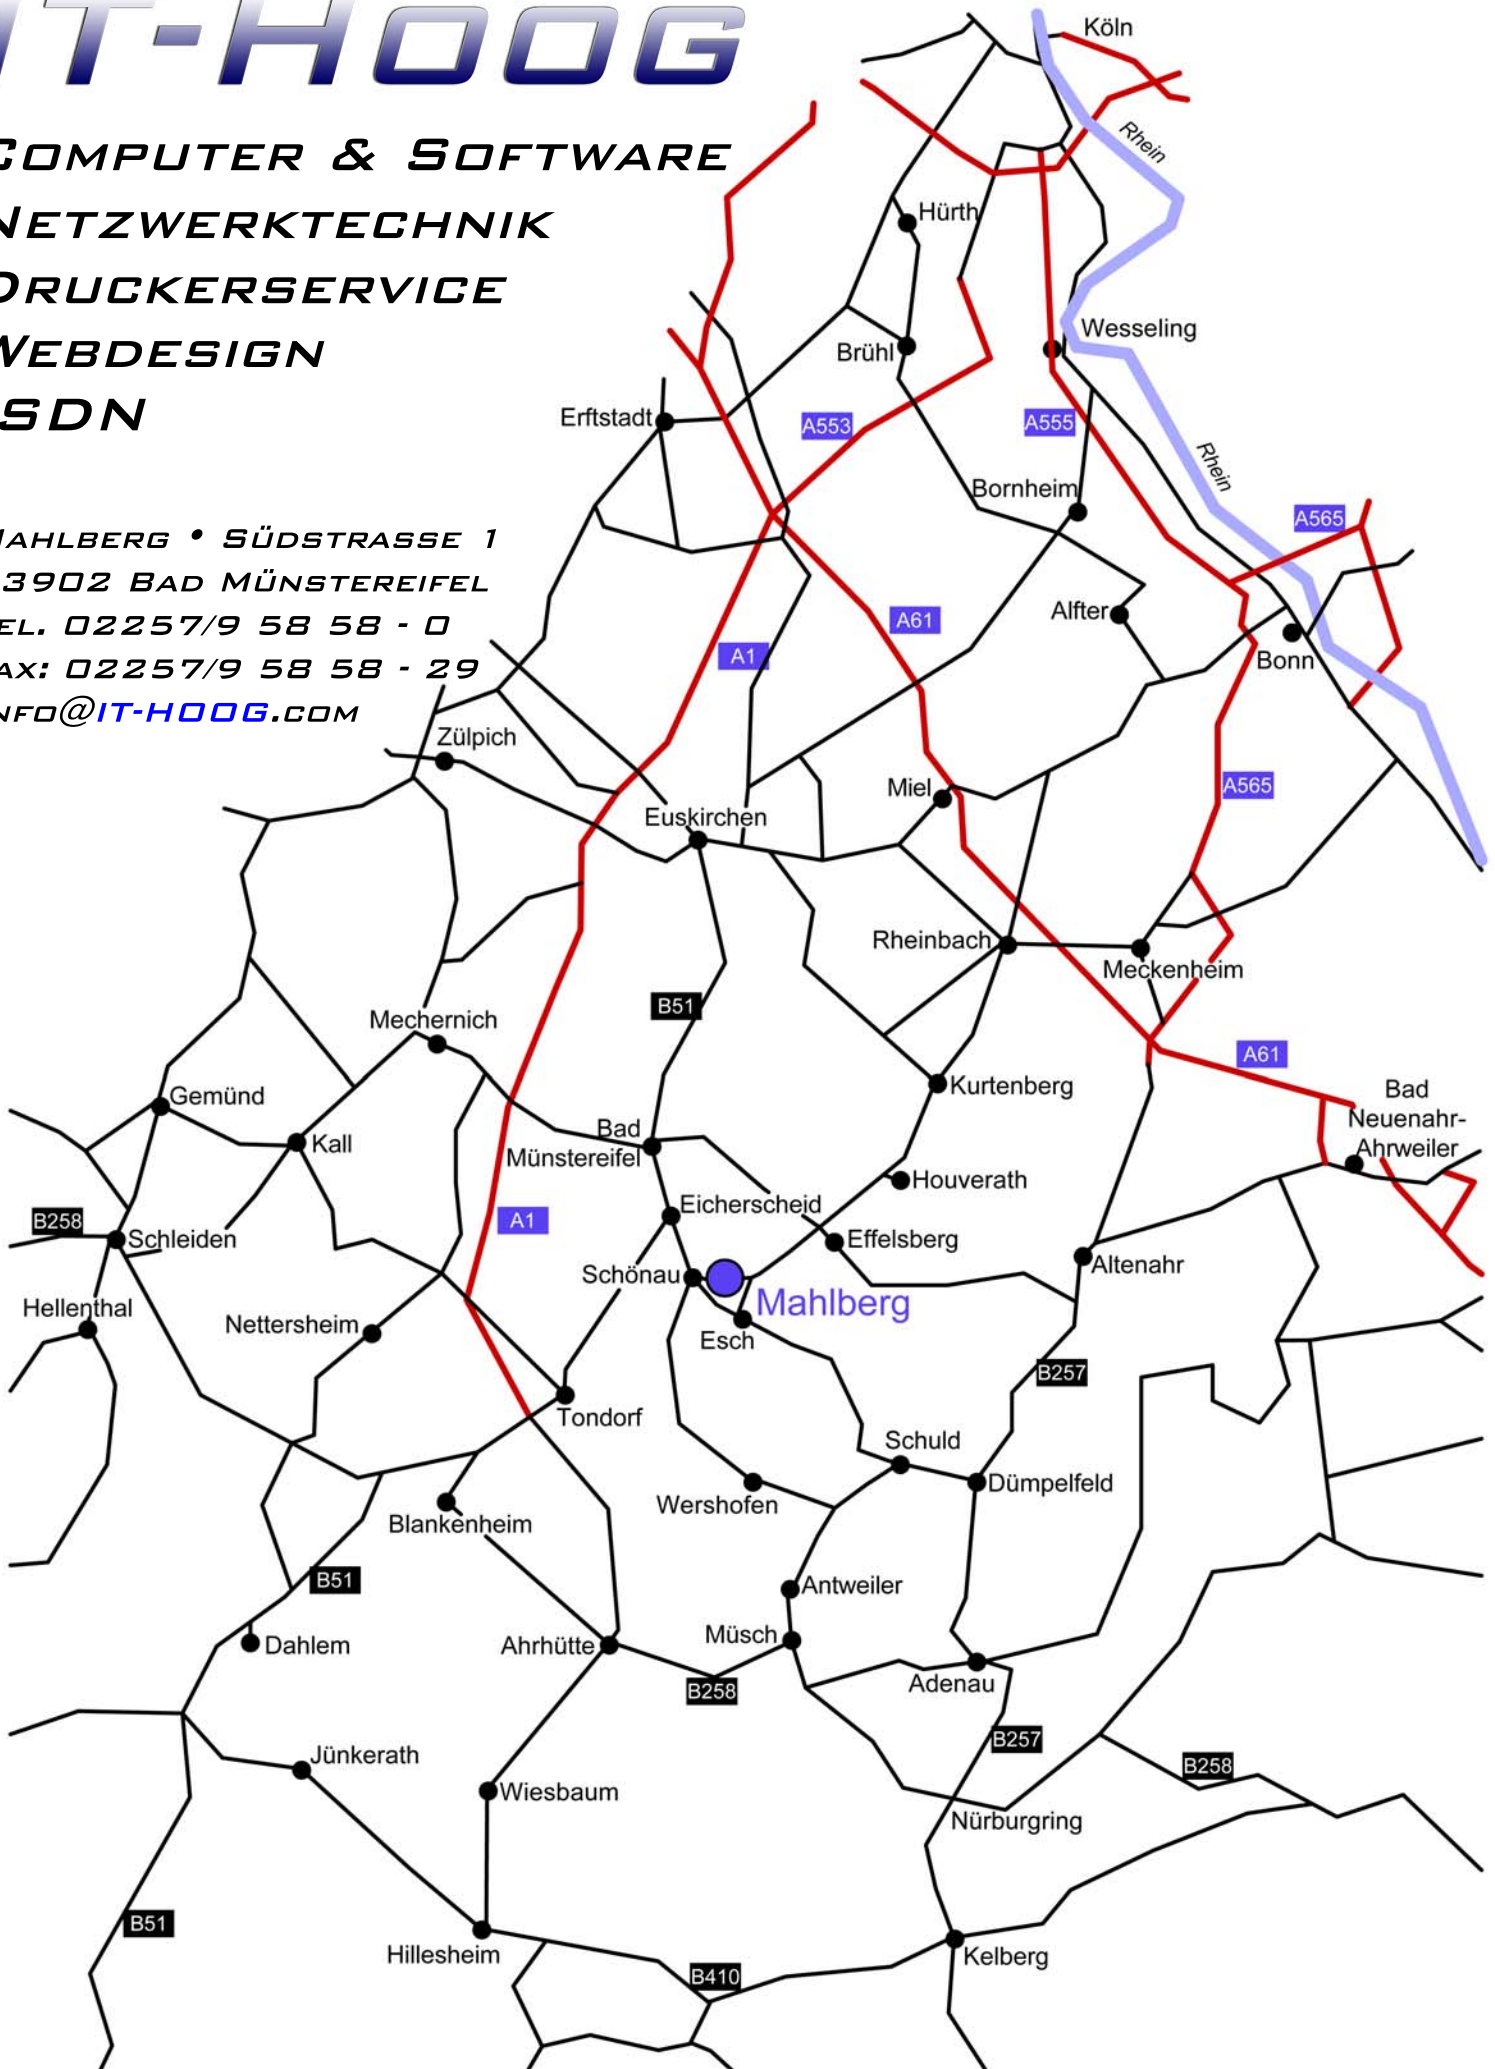 IT-HOOG
COMPUTER & SOFTWARE
NETZWERKTECHNIK
DRUCKERSERVICE
WEBDESIGN
SDN
MAHLBERG • SÜDSTRASSE 1
3902 BAD MÜNSTEREIFEL
EL. 02257/9 58 58 - 0
AX: 02257/9 58 58 - 29
NFO@IT-HOOG.COM
Köln
Rhein
Hürth
Wesseling
Brühl
Erftstadt
A553
A555
Rhein
Bornheim
A565
Alfter
A61
A1
Bonn
Zülpich
Miel
A565
Euskirchen
Rheinbach
Meckenheim
B51
Mechernich
A61
Gemünd
Kurtenberg
Bad
Neuenahr-
Ahrweiler
Kall
Bad
Münstereifel
Houverath
Eicherscheid
B258
A1
Schleiden
Effelsberg
Altenahr
Schönau
Mahlberg
Hellenthal
Nettersheim
Esch
B257
Tondorf
Schuld
Dümpelfeld
Wershofen
Blankenheim
B51
Antweiler
Dahlem
Ahrhütte
Müsch
B258
Adenau
B257
Jünkerath
B258
Wiesbaum
Nürburgring
B51
Hillesheim
Kelberg
B410